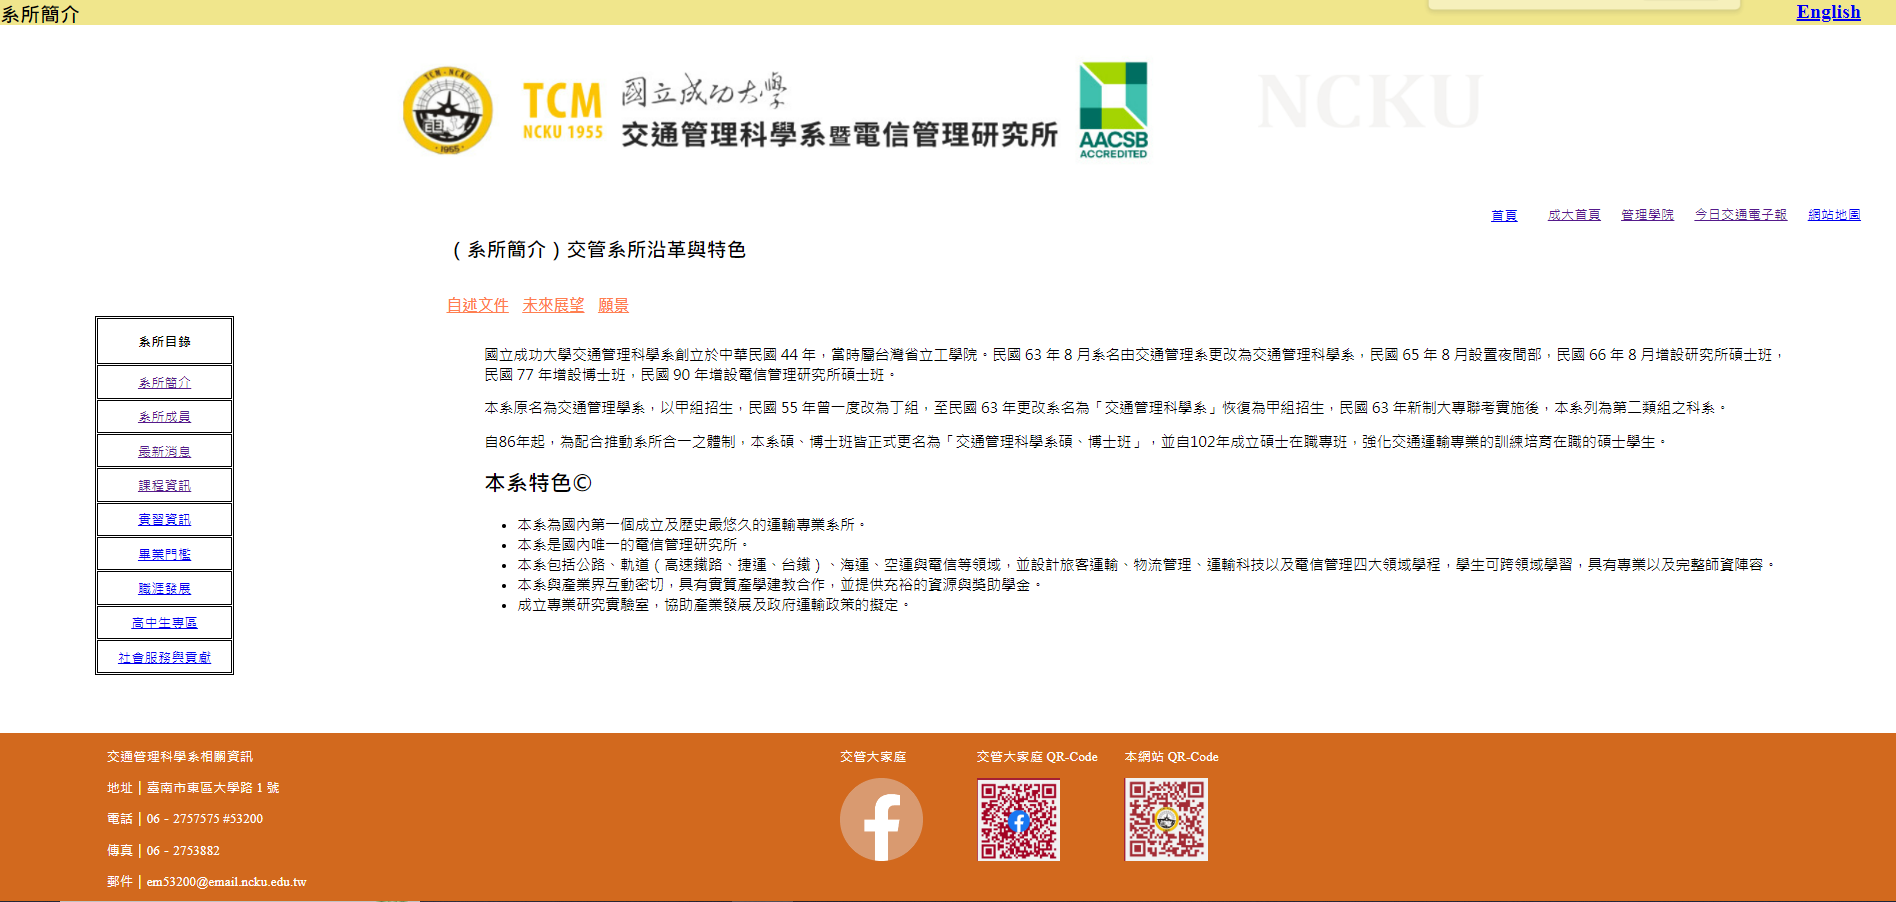 系所簡介
English
TCM-NCKU
1955
TCM
NCKU 1955
國立成功大學
交通管理科學系暨電信管理研究所
AACSB
ACCREDITED
NCKU
首頁 成大首頁 管理學院 今日交通電子報 網站地圖
（系所簡介）交管系所沿革與特色
自述文件 未來展望 願景
系所目錄
系所簡介
系所成員
最新消息
課程資訊
實習資訊
畢業門檻
職涯發展
高中生專區
社會服務與貢獻
國立成功大學交通管理科學系創立於中華民國 44 年，當時屬台灣省立工學院。民國 63 年 8 月系名由交通管理系更改為交通管理科學系，民國 65 年 8 月設置夜間部，民國 66 年 8 月增設研究所碩士班，
民國 77 年增設博士班，民國 90 年增設電信管理研究所碩士班。
本系原名為交通管理學系，以甲組招生，民國 55 年曾一度改為丁組，至民國 63 年更改系名為「交通管理科學系」恢復為甲組招生，民國 63 年新制大專聯考實施後，本系列為第二類組之科系。
自86年起，為配合推動系所合一之體制，本系碩、博士班皆正式更名為「交通管理科學系碩、博士班」，並自102年成立碩士在職專班，強化交通運輸專業的訓練培育在職的碩士學生。
本系特色©
• 本系為國內第一個成立及歷史最悠久的運輸專業系所。
• 本系是國內唯一的電信管理研究所。
• 本系包括公路、軌道（高速鐵路、捷運、台鐵）、海運、空運與電信等領域，並設計旅客運輸、物流管理、運輸科技以及電信管理四大領域學程，學生可跨領域學習，具有專業以及完整師資陣容。
• 本系與產業界互動密切，具有實質產學建教合作，並提供充裕的資源與獎助學金。
• 成立專業研究實驗室，協助產業發展及政府運輸政策的擬定。
交通管理科學系相關資訊
地址 | 臺南市東區大學路 1 號
電話 | 06 - 2757575 #53200
傳真 | 06 - 2753882
郵件 | em53200@email.ncku.edu.tw
交管大家庭
交管大家庭 QR-Code
本網站 QR-Code